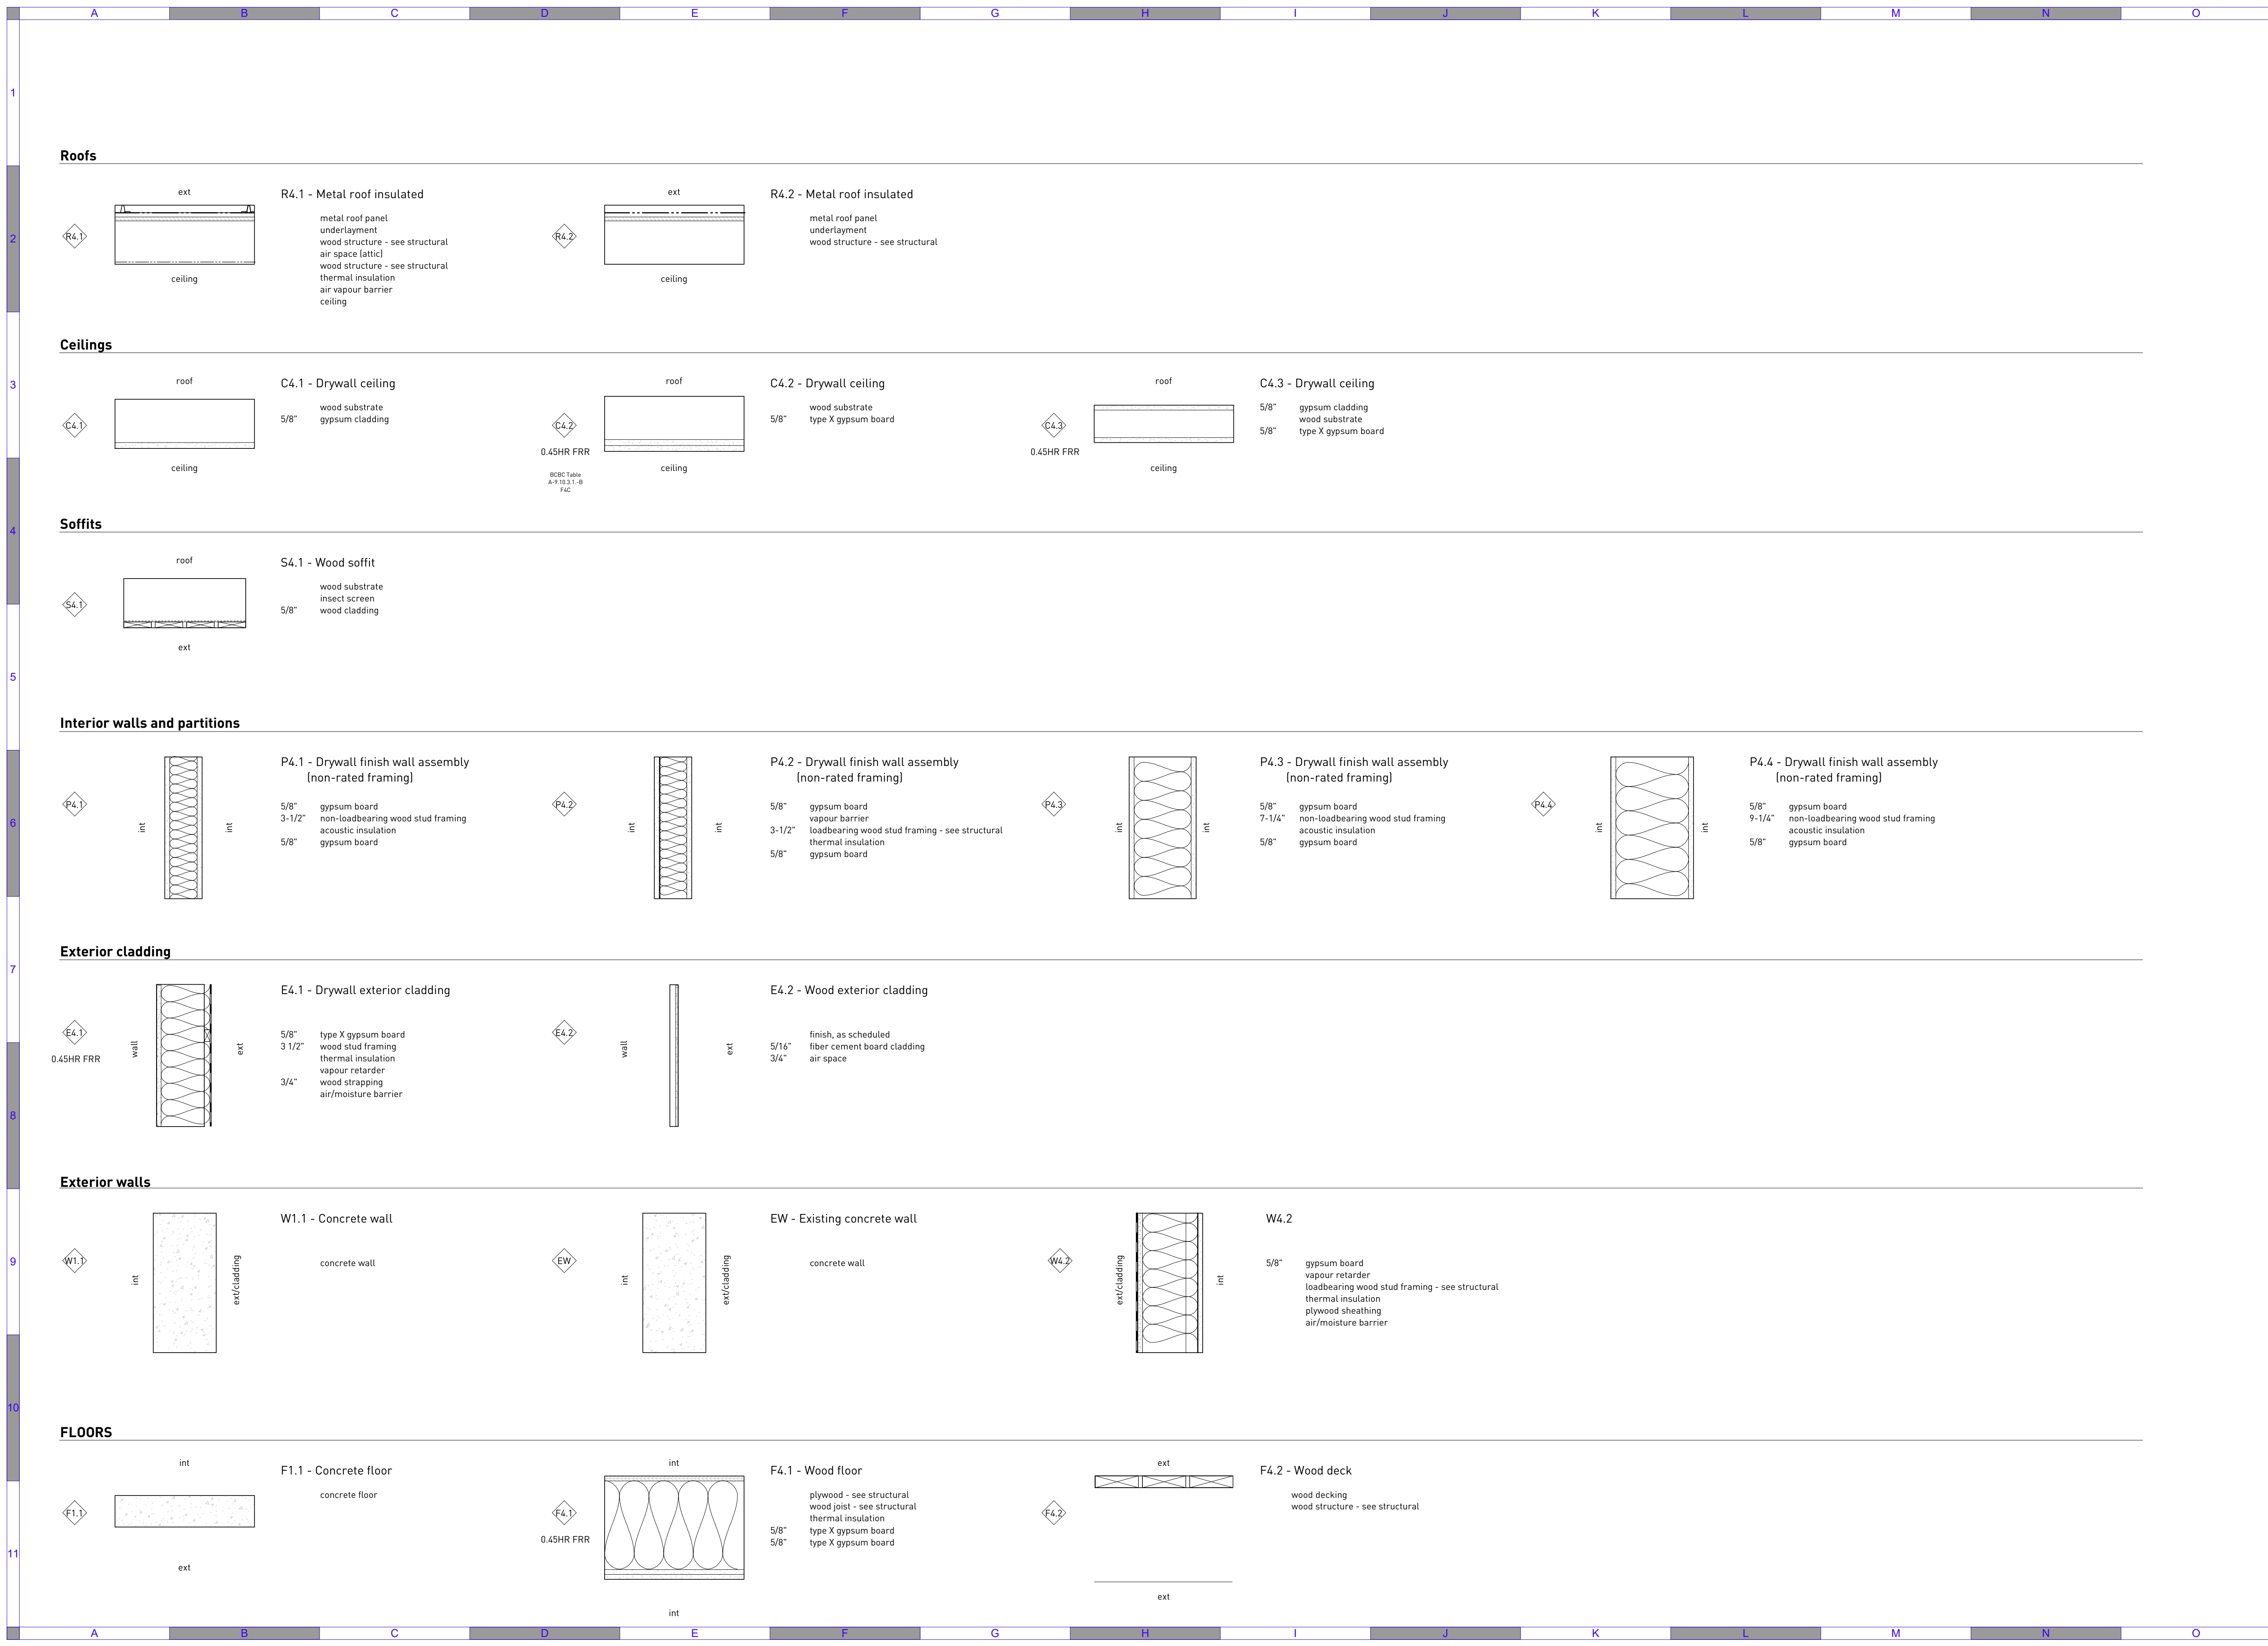 A B C D E F G H I J K L M N O
1
Roofs
2
ext
R4.1
ceiling
R4.1 - Metal roof insulated
metal roof panel
underlayment
wood structure - see structural
air space (attic)
wood structure - see structural
thermal insulation
air vapour barrier
ceiling
ext
R4.2
ceiling
R4.2 - Metal roof insulated
metal roof panel
underlayment
wood structure - see structural
Ceilings
3
roof
C4.1
ceiling
C4.1 - Drywall ceiling
wood substrate
5/8" gypsum cladding
roof
C4.2
0.45HR FRR
BCBC Table
A-9.10.3.1.-B
F4C
ceiling
C4.2 - Drywall ceiling
wood substrate
5/8" type X gypsum board
roof
C4.3
0.45HR FRR
ceiling
C4.3 - Drywall ceiling
5/8" gypsum cladding
wood substrate
5/8" type X gypsum board
Soffits
4
roof
S4.1
ext
S4.1 - Wood soffit
wood substrate
insect screen
5/8" wood cladding
5
Interior walls and partitions
6
P4.1
int
int
P4.1 - Drywall finish wall assembly
(non-rated framing)
5/8" gypsum board
3-1/2" non-loadbearing wood stud framing
acoustic insulation
5/8" gypsum board
P4.2
int
int
P4.2 - Drywall finish wall assembly
(non-rated framing)
5/8" gypsum board
vapour barrier
3-1/2" loadbearing wood stud framing - see structural
thermal insulation
5/8" gypsum board
P4.3
int
int
P4.3 - Drywall finish wall assembly
(non-rated framing)
5/8" gypsum board
7-1/4" non-loadbearing wood stud framing
acoustic insulation
5/8" gypsum board
P4.4
int
int
P4.4 - Drywall finish wall assembly
(non-rated framing)
5/8" gypsum board
9-1/4" non-loadbearing wood stud framing
acoustic insulation
5/8" gypsum board
Exterior cladding
7
E4.1
0.45HR FRR
wall
ext
E4.1 - Drywall exterior cladding
5/8" type X gypsum board
3 1/2" wood stud framing
thermal insulation
vapour retarder
3/4" wood strapping
air/moisture barrier
E4.2
wall
ext
E4.2 - Wood exterior cladding
finish, as scheduled
5/16" fiber cement board cladding
3/4" air space
8
Exterior walls
9
W1.1
int
ext/cladding
W1.1 - Concrete wall
concrete wall
EW
int
ext/cladding
EW - Existing concrete wall
concrete wall
W4.2
ext/cladding
int
W4.2
5/8" gypsum board
vapour retarder
loadbearing wood stud framing - see structural
thermal insulation
plywood sheathing
air/moisture barrier
10
FLOORS
11
int
F1.1
ext
F1.1 - Concrete floor
concrete floor
int
F4.1
0.45HR FRR
int
F4.1 - Wood floor
plywood - see structural
wood joist - see structural
thermal insulation
5/8" type X gypsum board
5/8" type X gypsum board
ext
F4.2
ext
F4.2 - Wood deck
wood decking
wood structure - see structural
A B C D E F G H I J K L M N O